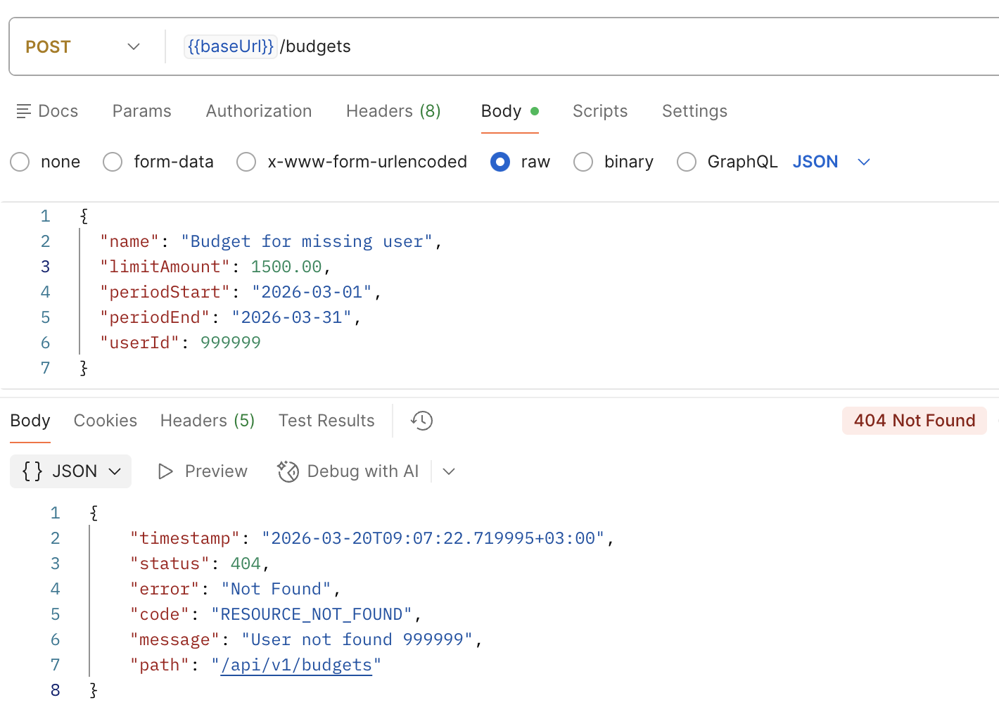 POST {{baseUrl}}/budgets
Docs Params Authorization Headers (8) Body Scripts Settings
none form-data x-www-form-urlencoded raw binary GraphQL JSON
1 {
2 "name": "Budget for missing user",
3 "limitAmount": 1500.00,
4 "periodStart": "2026-03-01",
5 "periodEnd": "2026-03-31",
6 "userId": 999999
7 }
Body Cookies Headers (5) Test Results 404 Not Found
{} JSON Preview Debug with AI
1 {
2 "timestamp": "2026-03-20T09:07:22.719995+03:00",
3 "status": 404,
4 "error": "Not Found",
5 "code": "RESOURCE_NOT_FOUND",
6 "message": "User not found 999999",
7 "path": "/api/v1/budgets"
8 }